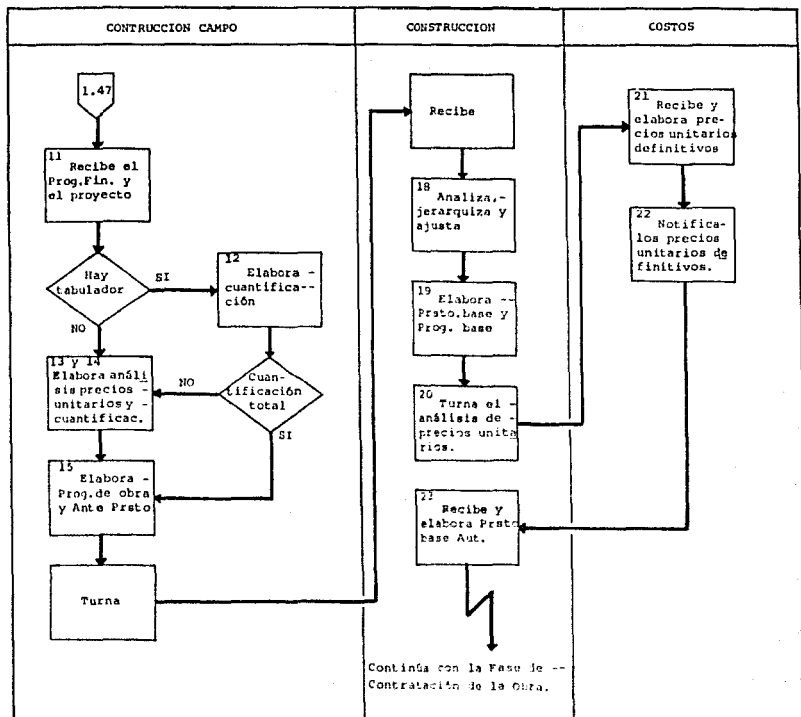 CONTRUCCION CAMPO
CONSTRUCCION
COSTOS
1.47
11
Recibe el
Prog.Fin. y
el proyecto
Hay
tabulador
SI
NO
12
Elabora -
cuantifica--
ción
Cuan-
tificación
total
NO
SI
13 y 14
Elabora anál
isis precios -
unitarios y -
cuantificac.
15
Elabora -
Prog.de obra
y Ante Prsto
Turna
Recibe
18
Analiza,-
jerarquiza y
ajusta
19
Elabora --
Prsto.base y
Prog. base
20
Turna el -
análisis de -
precios unita
rios.
21
Recibe y
elabora pre-
cios unitarios
definitivos
22
Notifica-
los precios
unitarios de
finitivos.
23
Recibe y
elabora Prsto
base Aut.
Continúa con la Fase de --
Contratación de la Obra.